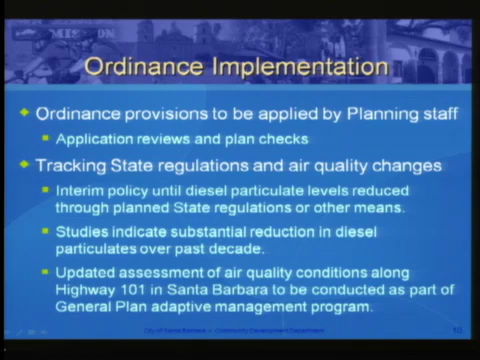 MISSION
Ordinance Implementation
Ordinance provisions to be applied by Planning staff
Application reviews and plan checks
Tracking State regulations and air quality changes
Interim policy until diesel particulate levels reduced
through planned State regulations or other means.
Studies indicate substantial reduction in diesel
particulates over past decade.
Updated assessment of air quality conditions along
Highway 101 in Santa Barbara to be conducted as part of
General Plan adaptive management program.
City of Santa Barbara • Community Development Department
10